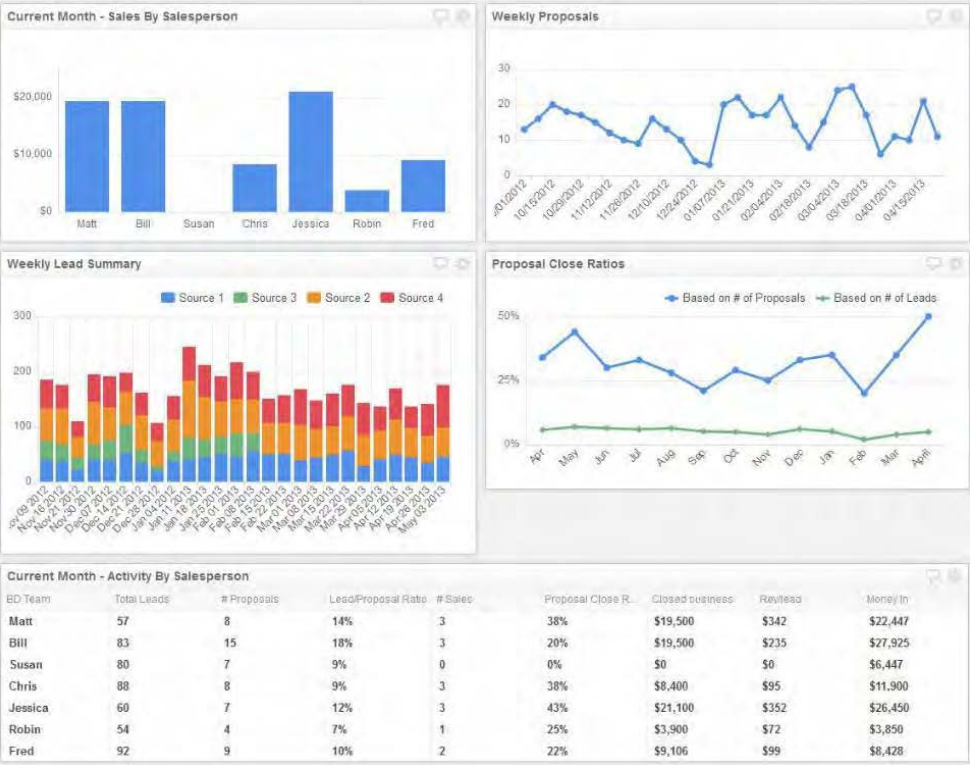 Current Month - Sales By Salesperson
$20,000
$10,000
$0
Matt Bill Susan Chris Jessica Robin Fred
Weekly Proposals
30
20
10
0
/01/2012 10/15/2012 10/29/2012 11/12/2012 11/26/2012 12/10/2012 12/24/2012 01/07/2013 01/21/2013 02/04/2013 02/18/2013 03/04/2013 03/18/2013 04/01/2013 04/15/2013
Weekly Lead Summary
Source 1 Source 3 Source 2 Source 4
300
200
100
0
ov 09 2012 Nov 16 2012 Nov 21 2012 Nov 30 2012 Dec 07 2012 Dec 14 2012 Dec 21 2012 Dec 28 2012 Jan 04 2012 Jan 11 2013 Jan 18 2013 Jan 25 2013 Feb 01 2013 Feb 08 2013 Feb 15 2013 Feb 22 2013 Mar 01 2013 Mar 08 2013 Mar 15 2013 Mar 22 2013 Mar 29 2013 Apr 05 2013 Apr 12 2013 Apr 19 2013 Apr 26 2013 May 03 2013
Proposal Close Ratios
Based on # of Proposals Based on # of Leads
50%
25%
0%
Apr May Jun Jul Aug Sep Oct Nov Dec Jan Feb Mar April
Current Month - Activity By Salesperson
BD Team Total Leads # Proposals Lead/Proposal Ratio # Sales Proposal Close R... Closed business Rev/lead Money In
Matt 57 8 14% 3 38% $19,500 $342 $22,447
Bill 83 15 18% 3 20% $19,500 $235 $27,925
Susan 80 7 9% 0 0% $0 $0 $6,447
Chris 88 8 9% 3 38% $8,400 $95 $11,900
Jessica 60 7 12% 3 43% $21,100 $352 $26,450
Robin 54 4 7% 1 25% $3,900 $72 $3,850
Fred 92 9 10% 2 22% $9,106 $99 $8,428